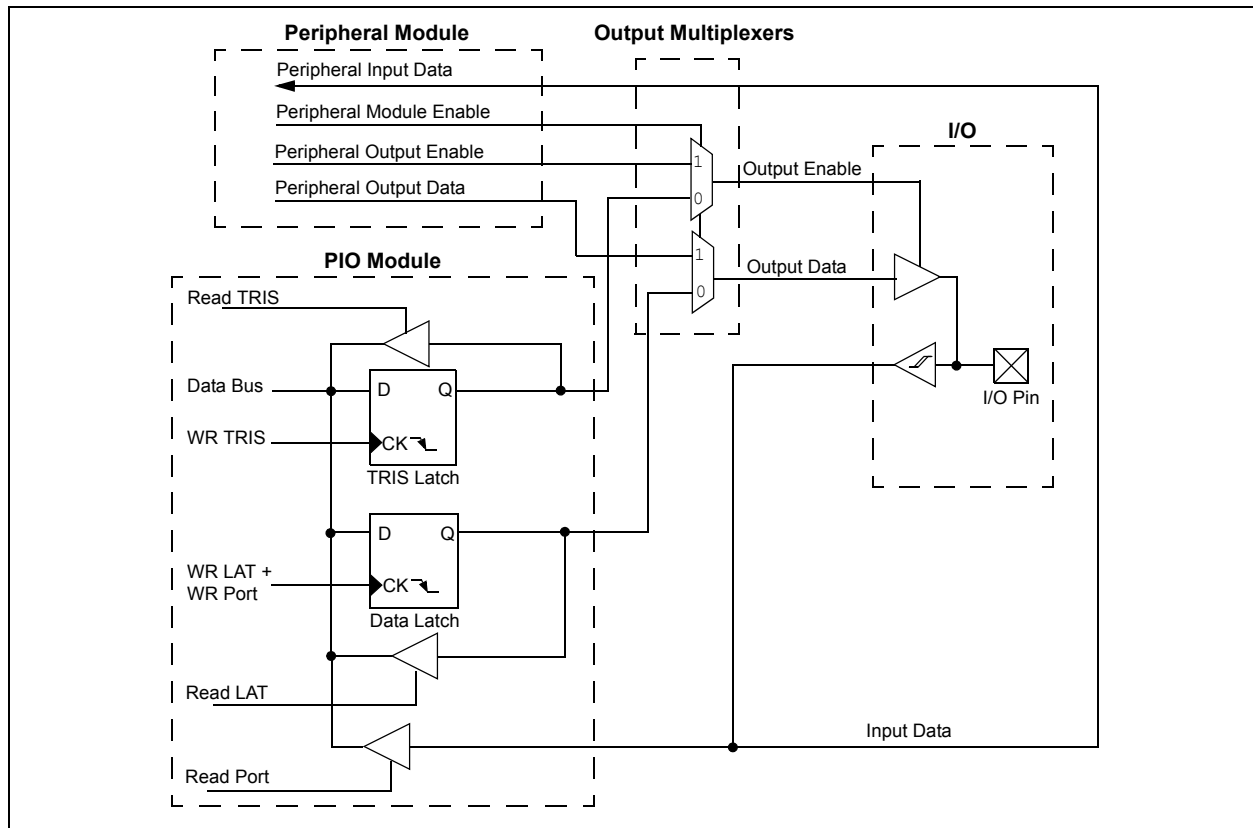 Peripheral Module
Output Multiplexers
Peripheral Input Data
Peripheral Module Enable
Peripheral Output Enable
Peripheral Output Data
1
0
1
0
Output Enable
Output Data
I/O
I/O Pin
PIO Module
Read TRIS
Data Bus
WR TRIS
D
Q
CK
TRIS Latch
D
Q
CK
Data Latch
WR LAT +
WR Port
Read LAT
Read Port
Input Data